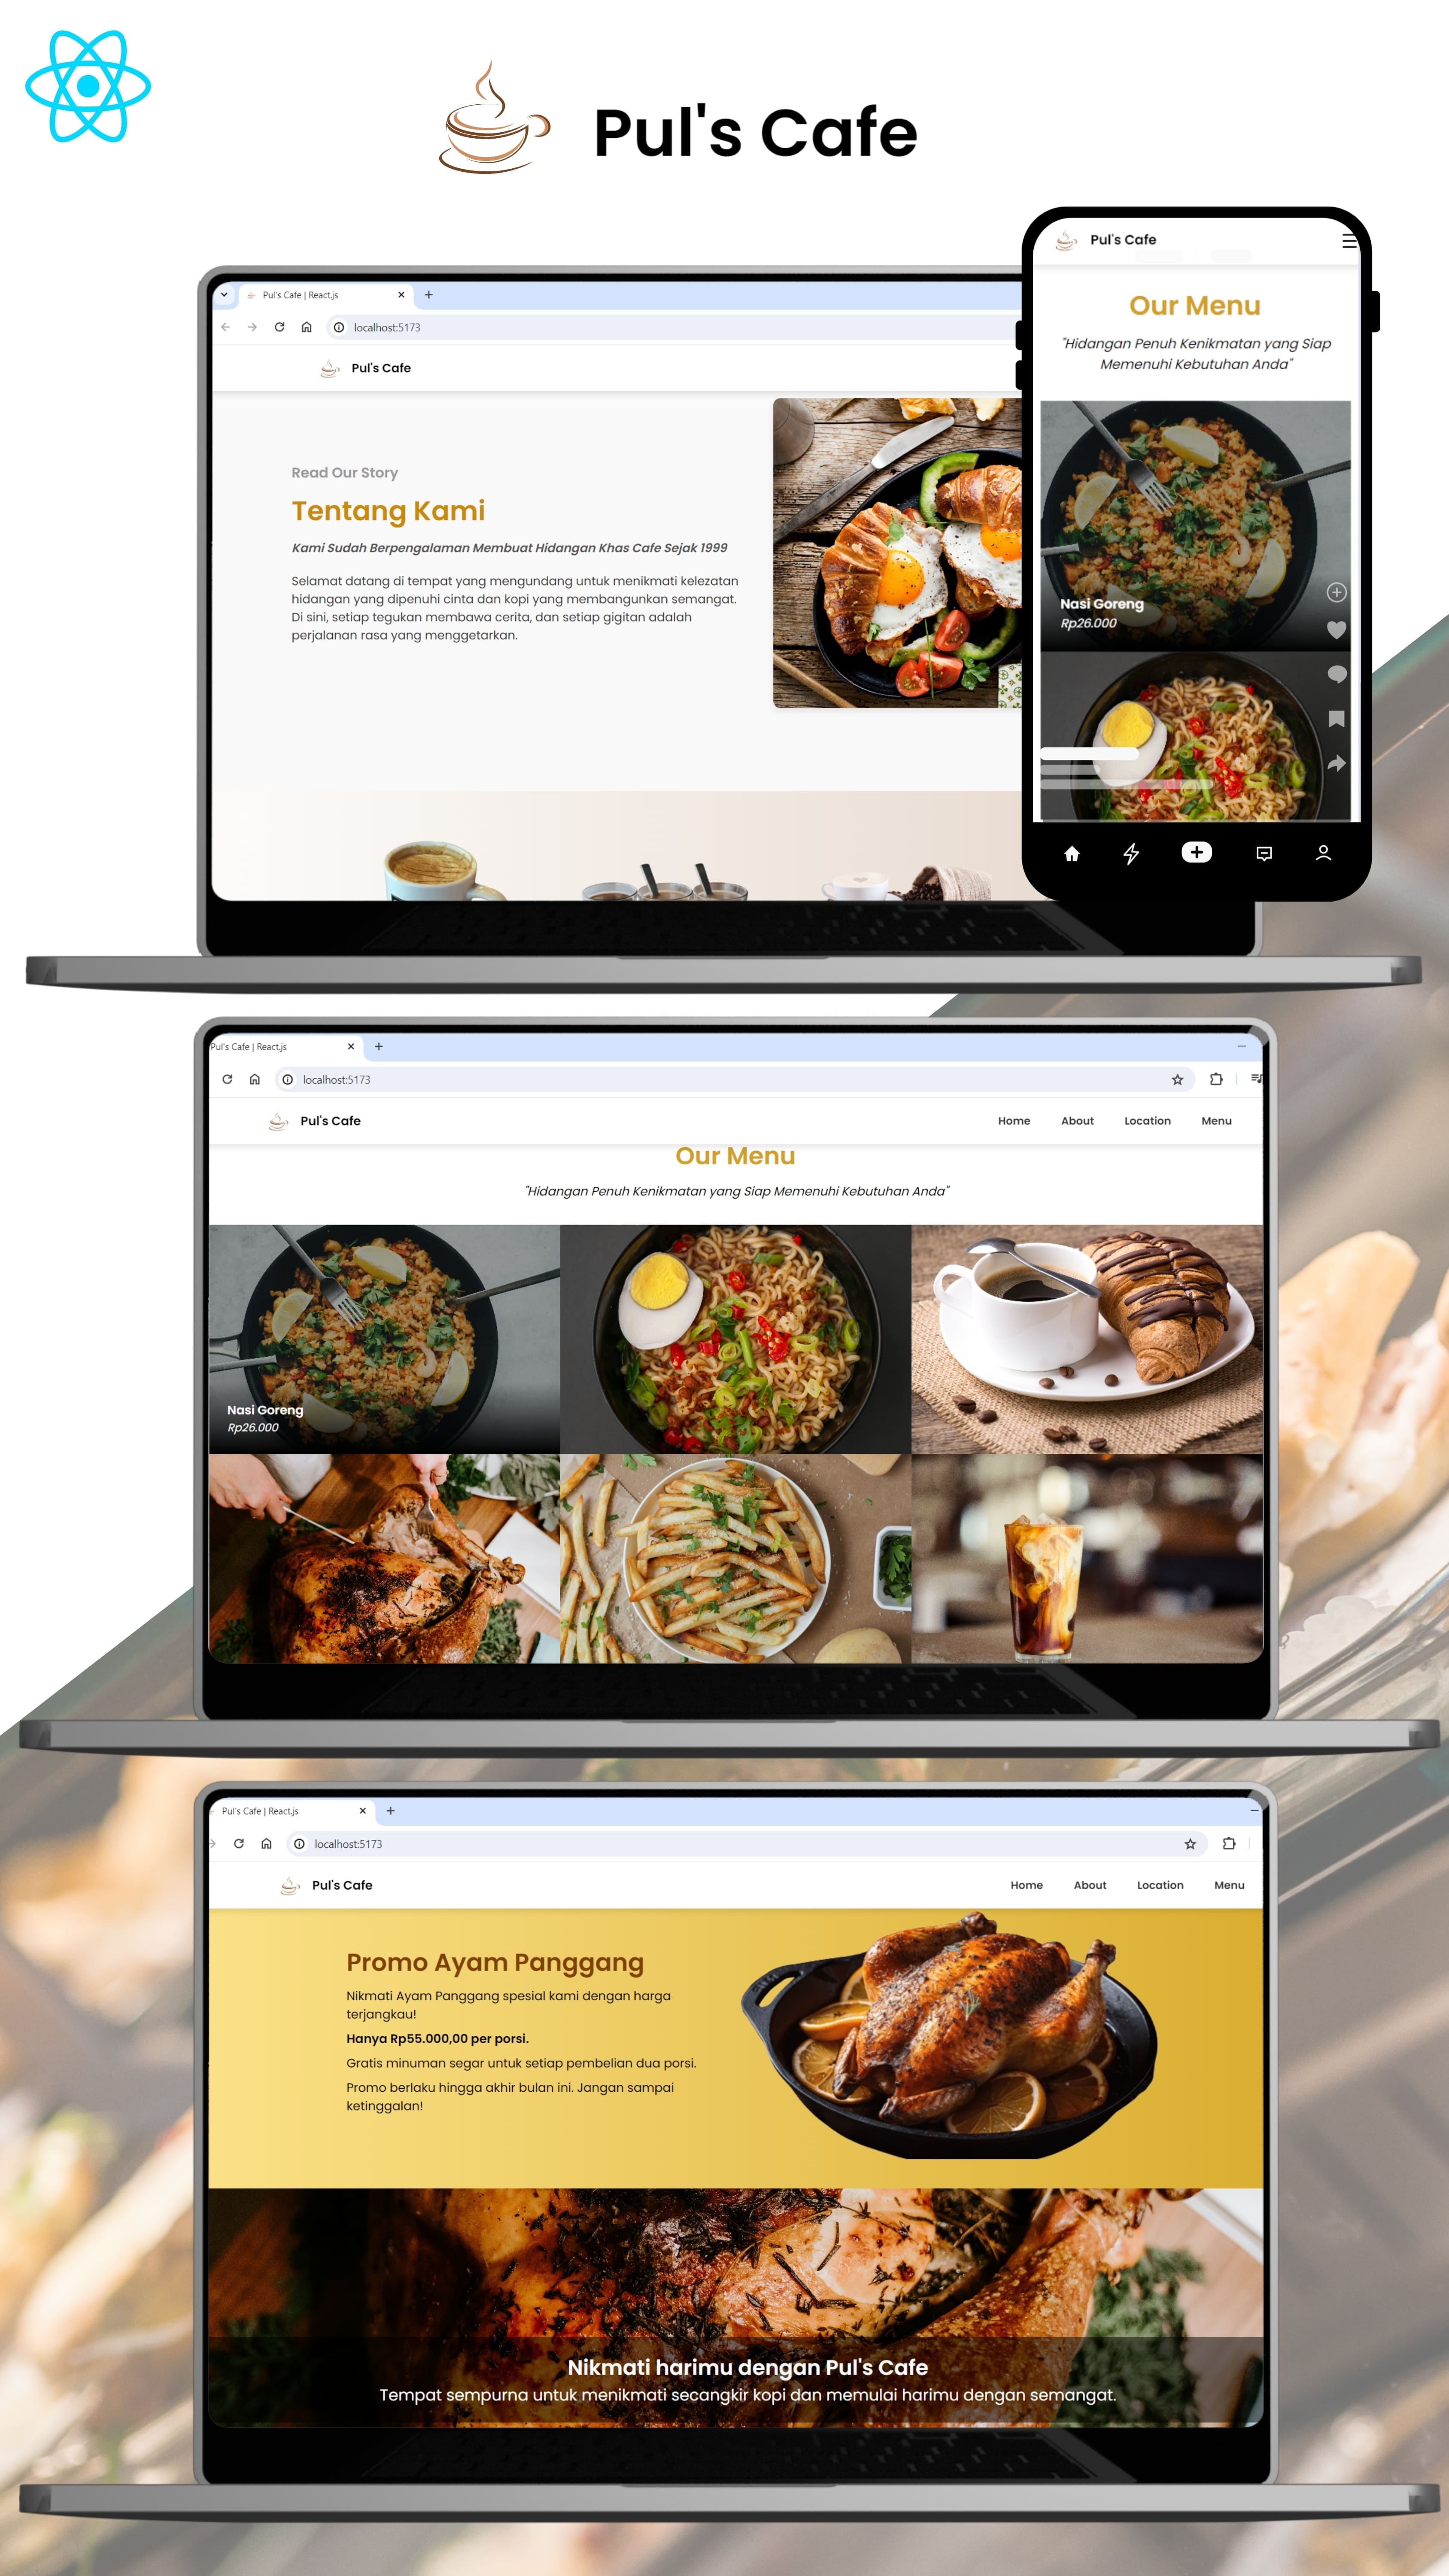 Pul's Cafe
Pul's Cafe | React.js
localhost:5173
Pul's Cafe
Read Our Story
Tentang Kami
Kami Sudah Berpengalaman Membuat Hidangan Khas Cafe Sejak 1999
Selamat datang di tempat yang mengundang untuk menikmati kelezatan
hidangan yang dipenuhi cinta dan kopi yang membangunkan semangat.
Di sini, setiap tegukan membawa cerita, dan setiap gigitan adalah
perjalanan rasa yang menggetarkan.
Pul's Cafe
Our Menu
"Hidangan Penuh Kenikmatan yang Siap
Memenuhi Kebutuhan Anda"
Nasi Goreng
Rp26.000
Pul's Cafe | React.js
localhost:5173
Pul's Cafe
Home About Location Menu
Our Menu
"Hidangan Penuh Kenikmatan yang Siap Memenuhi Kebutuhan Anda"
Nasi Goreng
Rp26.000
Pul's Cafe | React.js
localhost:5173
Pul's Cafe
Home About Location Menu
Promo Ayam Panggang
Nikmati Ayam Panggang spesial kami dengan harga
terjangkau!
Hanya Rp55.000,00 per porsi.
Gratis minuman segar untuk setiap pembelian dua porsi.
Promo berlaku hingga akhir bulan ini. Jangan sampai
ketinggalan!
Nikmati harimu dengan Pul's Cafe
Tempat sempurna untuk menikmati secangkir kopi dan memulai harimu dengan semangat.